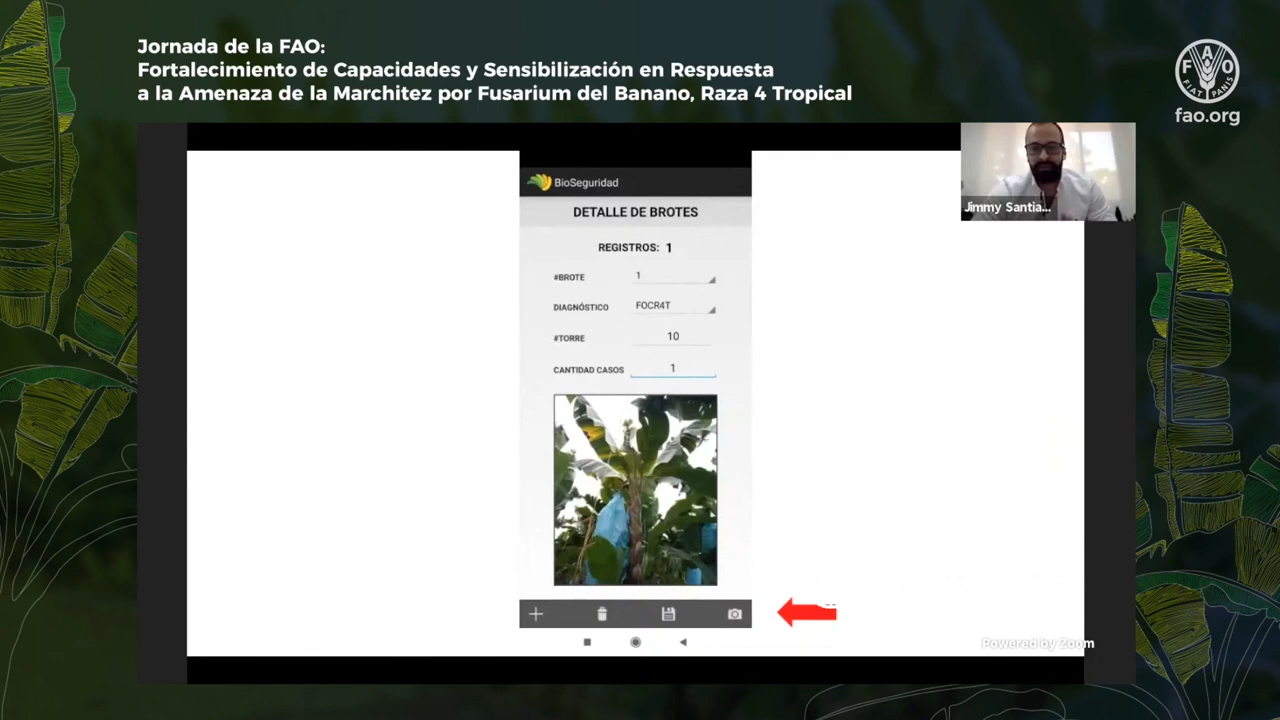 Jornada de la FAO:
Fortalecimiento de Capacidades y Sensibilización en Respuesta
a la Amenaza de la Marchitez por Fusarium del Banano, Raza 4 Tropical
F A O
FIAT PANIS
fao.org
Jimmy Santia...
BioSeguridad
DETALLE DE BROTES
REGISTROS: 1
#BROTE 1
DIAGNÓSTICO FOCR4T
#TORRE 10
CANTIDAD CASOS 1
Powered by Zoom